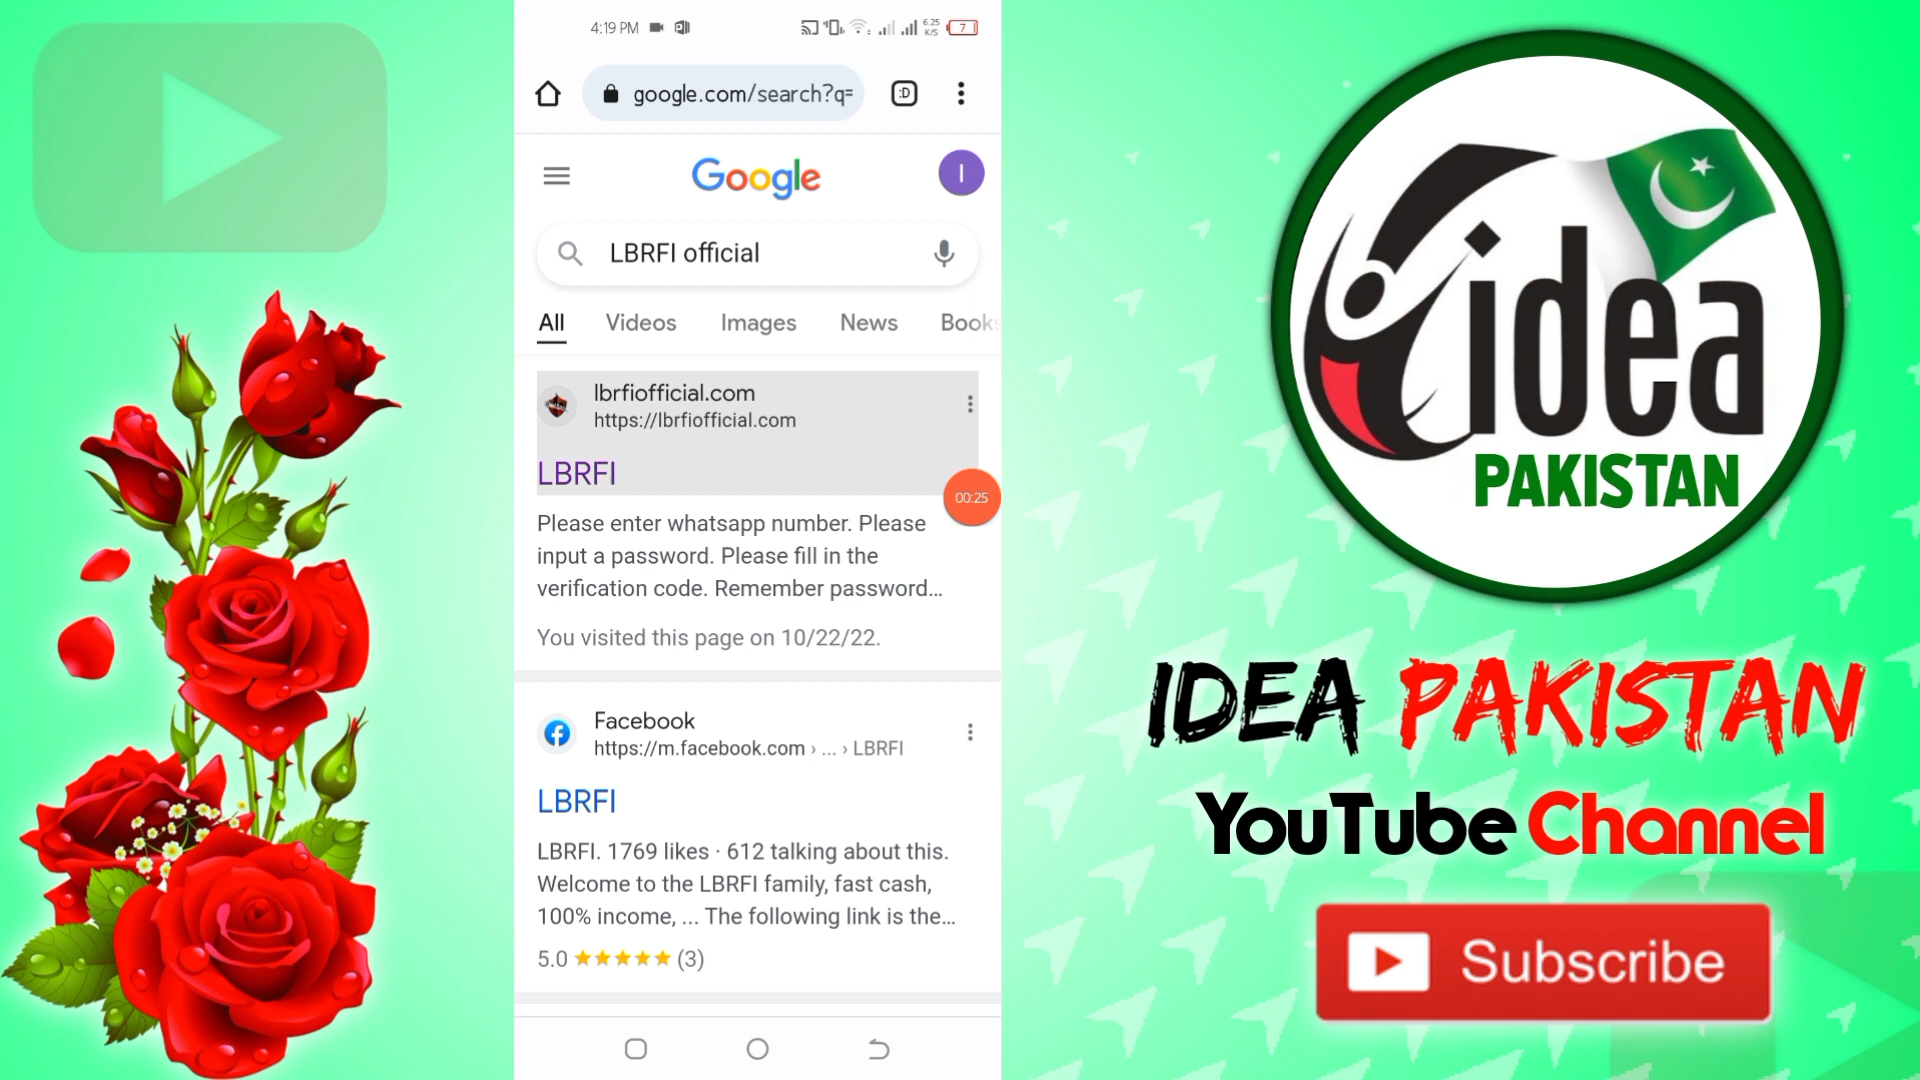 4:19 PM
6.25
K/S
7
google.com/search?q=
:D
Google
I
LBRFI official
All Videos Images News Books
lbrfiofficial.com
https://lbrfiofficial.com
LBRFI
00:25
Please enter whatsapp number. Please
input a password. Please fill in the
verification code. Remember password...
You visited this page on 10/22/22.
Facebook
https://m.facebook.com › ... › LBRFI
LBRFI
LBRFI. 1769 likes · 612 talking about this.
Welcome to the LBRFI family, fast cash,
100% income, ... The following link is the...
5.0 (3)
idea
PAKISTAN
IDEA PAKISTAN
YouTube Channel
Subscribe